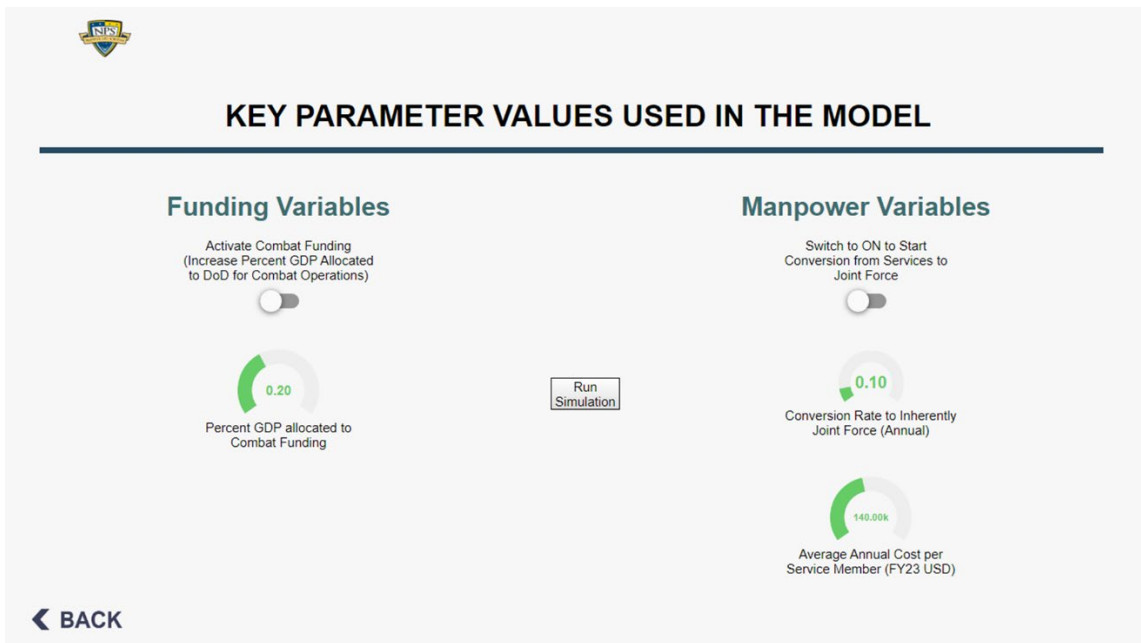 NPS
KEY PARAMETER VALUES USED IN THE MODEL
Funding Variables
Activate Combat Funding
(Increase Percent GDP Allocated
to DoD for Combat Operations)
0.20
Percent GDP allocated to
Combat Funding
Run
Simulation
Manpower Variables
Switch to ON to Start
Conversion from Services to
Joint Force
0.10
Conversion Rate to Inherently
Joint Force (Annual)
140.00k
Average Annual Cost per
Service Member (FY23 USD)
BACK